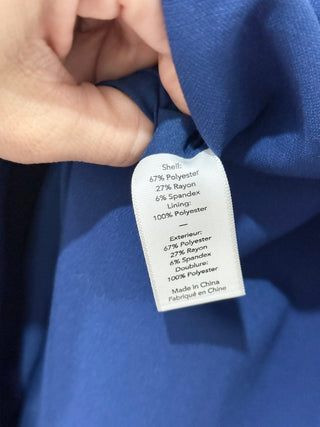 Shell:
67% Polyester
27% Rayon
6% Spandex
Lining:
100% Polyester
—
Exterieur:
67% Polyester
27% Rayon
6% Spandex
Doublure:
100% Polyester
Made in China
Fabriqué en Chine